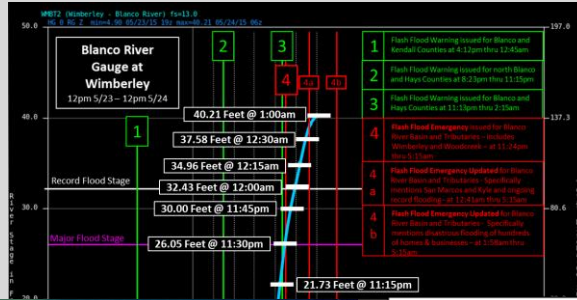 WMBT2 (Wimberley - Blanco River) fs=13.0
HG D RG Z min=4.90 05/23/15 19z max=40.21 05/24/15 06z
50.0
197.0
Blanco River
Gauge at
Wimberley
12pm 5/23 – 12pm 5/24
1
2
3
4
4a
4b
40.0
137.3
40.21 Feet @ 1:00am
37.58 Feet @ 12:30am
34.96 Feet @ 12:15am
Record Flood Stage
32.43 Feet @ 12:00am
30.0
80.6
30.00 Feet @ 11:45pm
Major Flood Stage
26.05 Feet @ 11:30pm
21.73 Feet @ 11:15pm
River Stage in F
1
Flash Flood Warning issued for Blanco and
Kendall Counties at 4:12pm thru 12:45am
2
Flash Flood Warning issued for north Blanco
and Hays Counties at 8:23pm thru 11:15pm
3
Flash Flood Warning issued for Blanco and
Hays Counties at 11:13pm thru 2:15am
4
Flash Flood Emergency issued for Blanco
River Basin and Tributaries - includes
Wimberley and Woodcreek – at 11:24pm
thru 5:15am
4
a
Flash Flood Emergency Updated for Blanco
River Basin and Tributaries - Specifically
mentions San Marcos and Kyle and ongoing
record flooding - at 12:41am thru 5:15am
4
b
Flash Flood Emergency Updated for Blanco
River Basin and Tributaries - Specifically
mentions disastrous flooding of hundreds
of homes & businesses – at 1:58am thru
5:15am